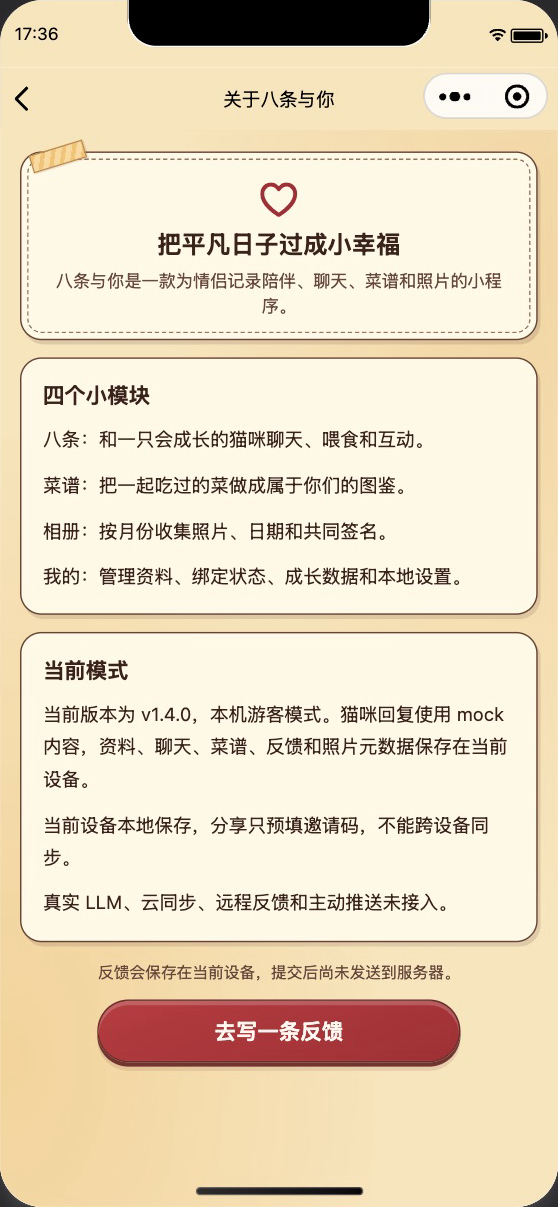 17:36
关于八条与你
把平凡日子过成小幸福
八条与你是一款为情侣记录陪伴、聊天、菜谱和照片的小程
序。
四个小模块
八条：和一只会成长的猫咪聊天、喂食和互动。
菜谱：把一起吃过的菜做成属于你们的图鉴。
相册：按月份收集照片、日期和共同签名。
我的：管理资料、绑定状态、成长数据和本地设置。
当前模式
当前版本为 v1.4.0，本机游客模式。猫咪回复使用 mock
内容，资料、聊天、菜谱、反馈和照片元数据保存在当前
设备。
当前设备本地保存，分享只预填邀请码，不能跨设备同
步。
真实 LLM、云同步、远程反馈和主动推送未接入。
反馈会保存在当前设备，提交后尚未发送到服务器。
去写一条反馈